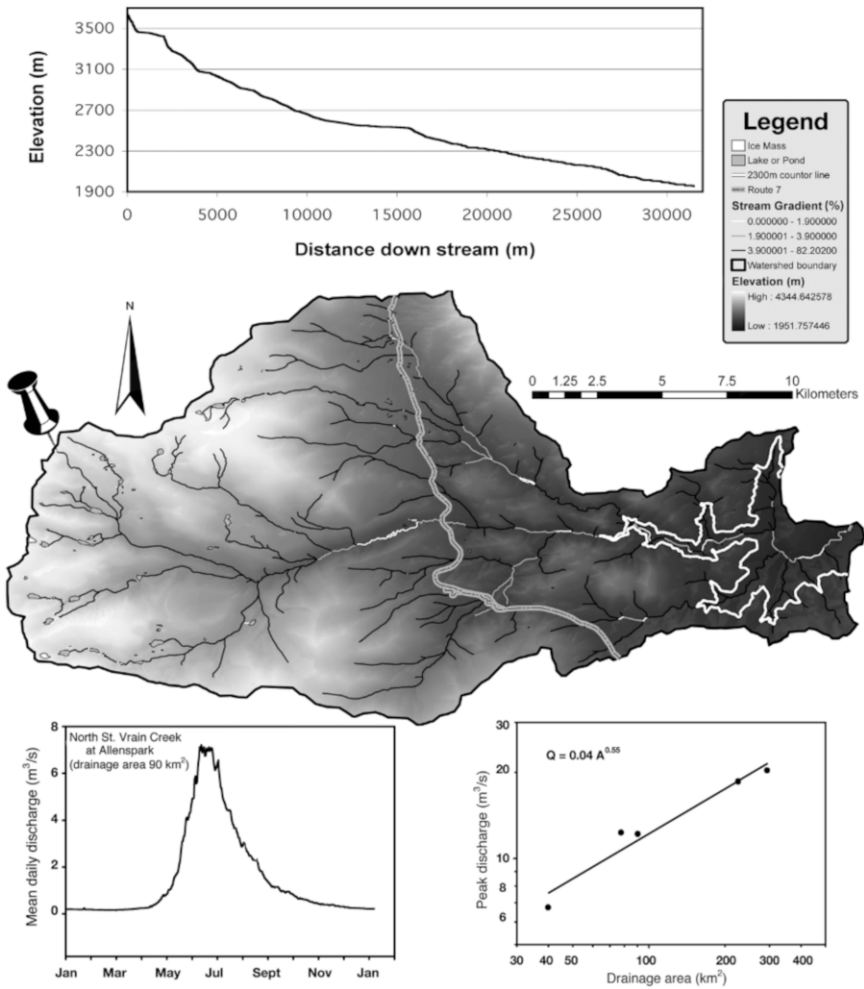 3500
3100
2700
2300
1900
Elevation (m)
0 5000 10000 15000 20000 25000 30000
Distance down stream (m)
Legend
Ice Mass
Lake or Pond
2300m countor line
Route 7
Stream Gradient (%)
0.000000 - 1.900000
1.900001 - 3.900000
3.900001 - 82.20200
Watershed boundary
Elevation (m)
High : 4344.642578
Low : 1951.757446
N
0 1.25 2.5 5 7.5 10
Kilometers
8
6
4
2
0
Mean daily discharge (m³/s)
North St. Vrain Creek
at Allenspark
(drainage area 90 km²)
Jan Mar May Jul Sept Nov Jan
30
20
10
8
6
Peak discharge (m³/s)
Q = 0.04 A^0.55
30 40 50 100 200 300 400
Drainage area (km²)